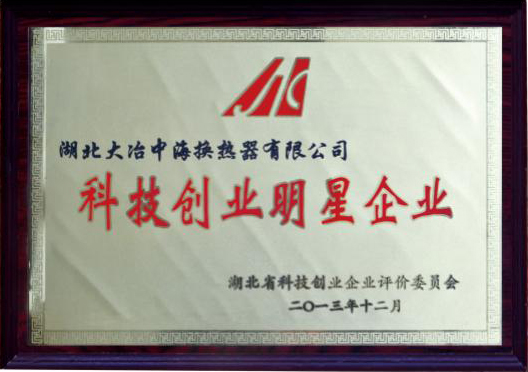 湖北大冶中海换热器有限公司
科技创业明星企业
湖北省科技创业企业评价委员会
二〇一三年十二月